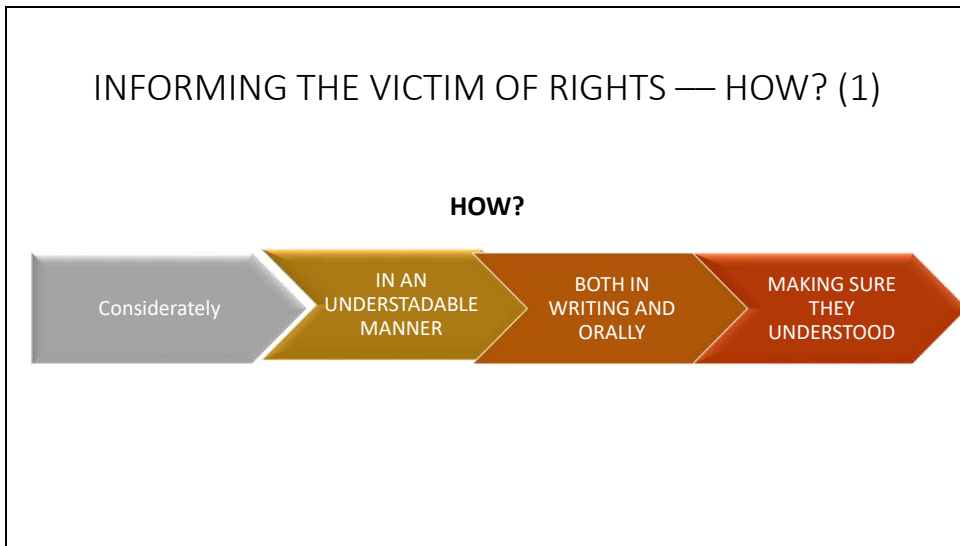 INFORMING THE VICTIM OF RIGHTS — HOW? (1)
HOW?
Considerately
IN AN
UNDERSTADABLE
MANNER
BOTH IN
WRITING AND
ORALLY
MAKING SURE
THEY
UNDERSTOOD